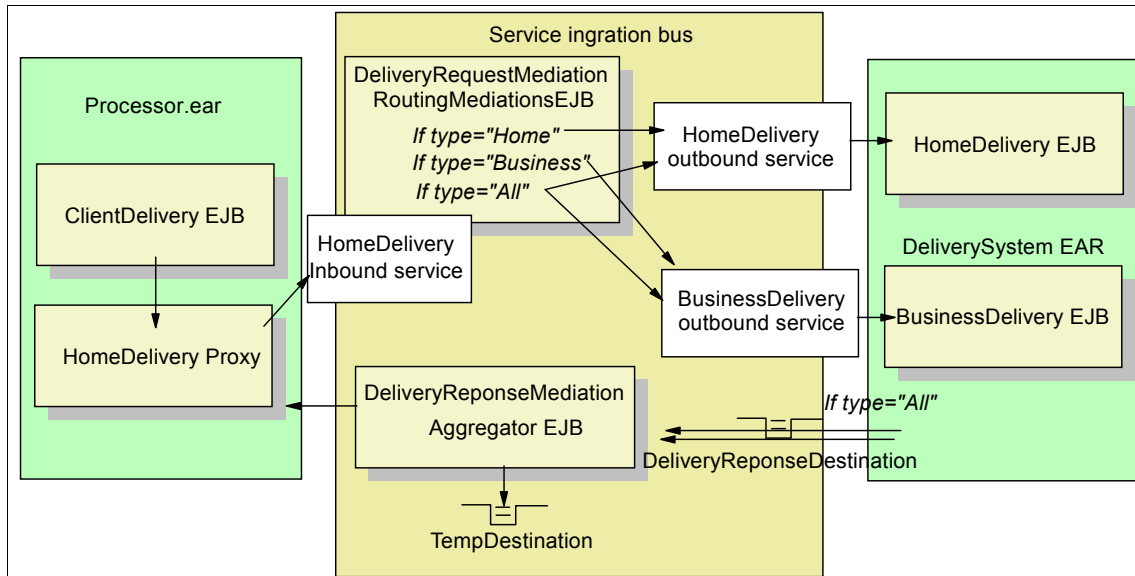 Service ingration bus
Processor.ear
ClientDelivery EJB
HomeDelivery Proxy
DeliveryRequestMediation
RoutingMediationsEJB
If type="Home"
If type="Business"
If type="All"
HomeDelivery
Inbound service
HomeDelivery
outbound service
BusinessDelivery
outbound service
HomeDelivery EJB
DeliverySystem EAR
BusinessDelivery EJB
If type="All"
DeliveryReponseDestination
DeliveryReponseMediation
Aggregator EJB
TempDestination